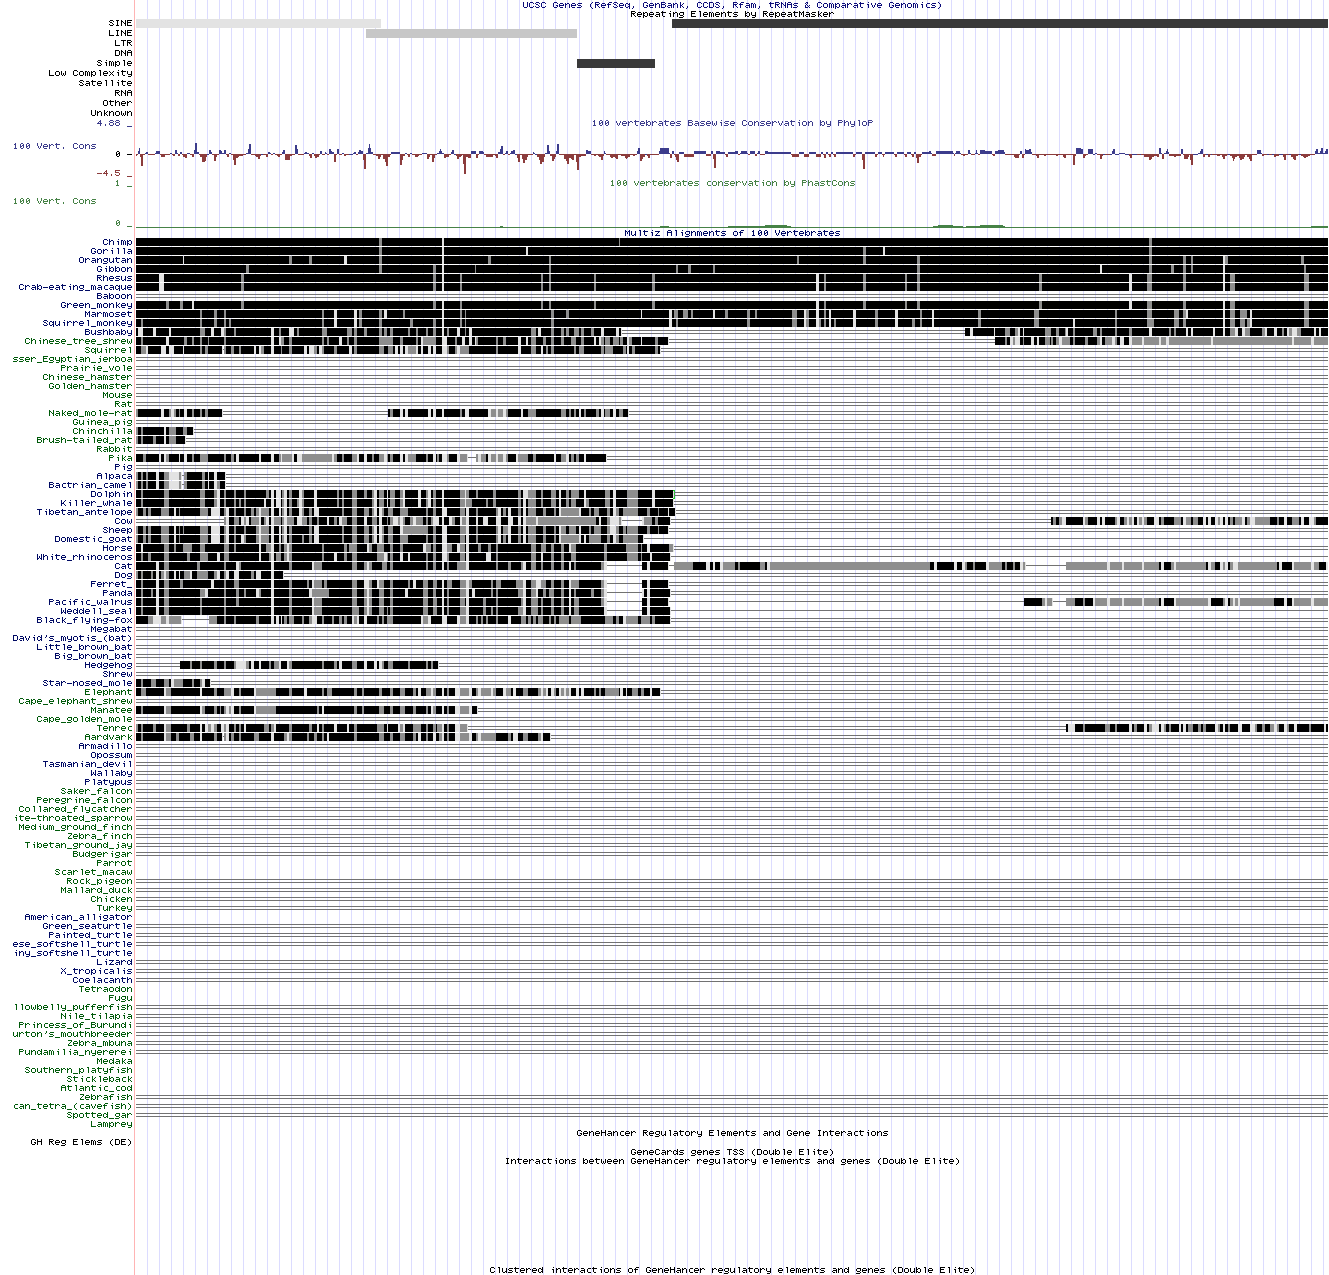 UCSC Genes (RefSeq, GenBank, CCDS, Rfam, tRNAs & Comparative Genomics)
Repeating Elements by RepeatMasker
SINE
LINE
LTR
DNA
Simple
Low Complexity
Satellite
RNA
Other
Unknown
4.88 _
100 vertebrates Basewise Conservation by PhyloP
100 Vert. Cons
0 -
-4.5 _
100 vertebrates conservation by PhastCons
1 _
100 Vert. Cons
0 _
Multiz Alignments of 100 Vertebrates
Chimp
Gorilla
Orangutan
Gibbon
Rhesus
Crab-eating_macaque
Baboon
Green_monkey
Marmoset
Squirrel_monkey
Bushbaby
Chinese_tree_shrew
Squirrel
sser_Egyptian_jerboa
Prairie_vole
Chinese_hamster
Golden_hamster
Mouse
Rat
Naked_mole-rat
Guinea_pig
Chinchilla
Brush-tailed_rat
Rabbit
Pika
Pig
Alpaca
Bactrian_camel
Dolphin
Killer_whale
Tibetan_antelope
Cow
Sheep
Domestic_goat
Horse
White_rhinoceros
Cat
Dog
Ferret_
Panda
Pacific_walrus
Weddell_seal
Black_flying-fox
Megabat
David's_myotis_(bat)
Little_brown_bat
Big_brown_bat
Hedgehog
Shrew
Star-nosed_mole
Elephant
Cape_elephant_shrew
Manatee
Cape_golden_mole
Tenrec
Aardvark
Armadillo
Opossum
Tasmanian_devil
Wallaby
Platypus
Saker_falcon
Peregrine_falcon
Collared_flycatcher
ite-throated_sparrow
Medium_ground_finch
Zebra_finch
Tibetan_ground_jay
Budgerigar
Parrot
Scarlet_macaw
Rock_pigeon
Mallard_duck
Chicken
Turkey
American_alligator
Green_seaturtle
Painted_turtle
ese_softshell_turtle
iny_softshell_turtle
Lizard
X_tropicalis
Coelacanth
Tetraodon
Fugu
llowbelly_pufferfish
Nile_tilapia
Princess_of_Burundi
urton's_mouthbreeder
Zebra_mbuna
Pundamilia_nyererei
Medaka
Southern_platyfish
Stickleback
Atlantic_cod
Zebrafish
can_tetra_(cavefish)
Spotted_gar
Lamprey
GeneHancer Regulatory Elements and Gene Interactions
GH Reg Elems (DE)
GeneCards genes TSS (Double Elite)
Interactions between GeneHancer regulatory elements and genes (Double Elite)
Clustered interactions of GeneHancer regulatory elements and genes (Double Elite)